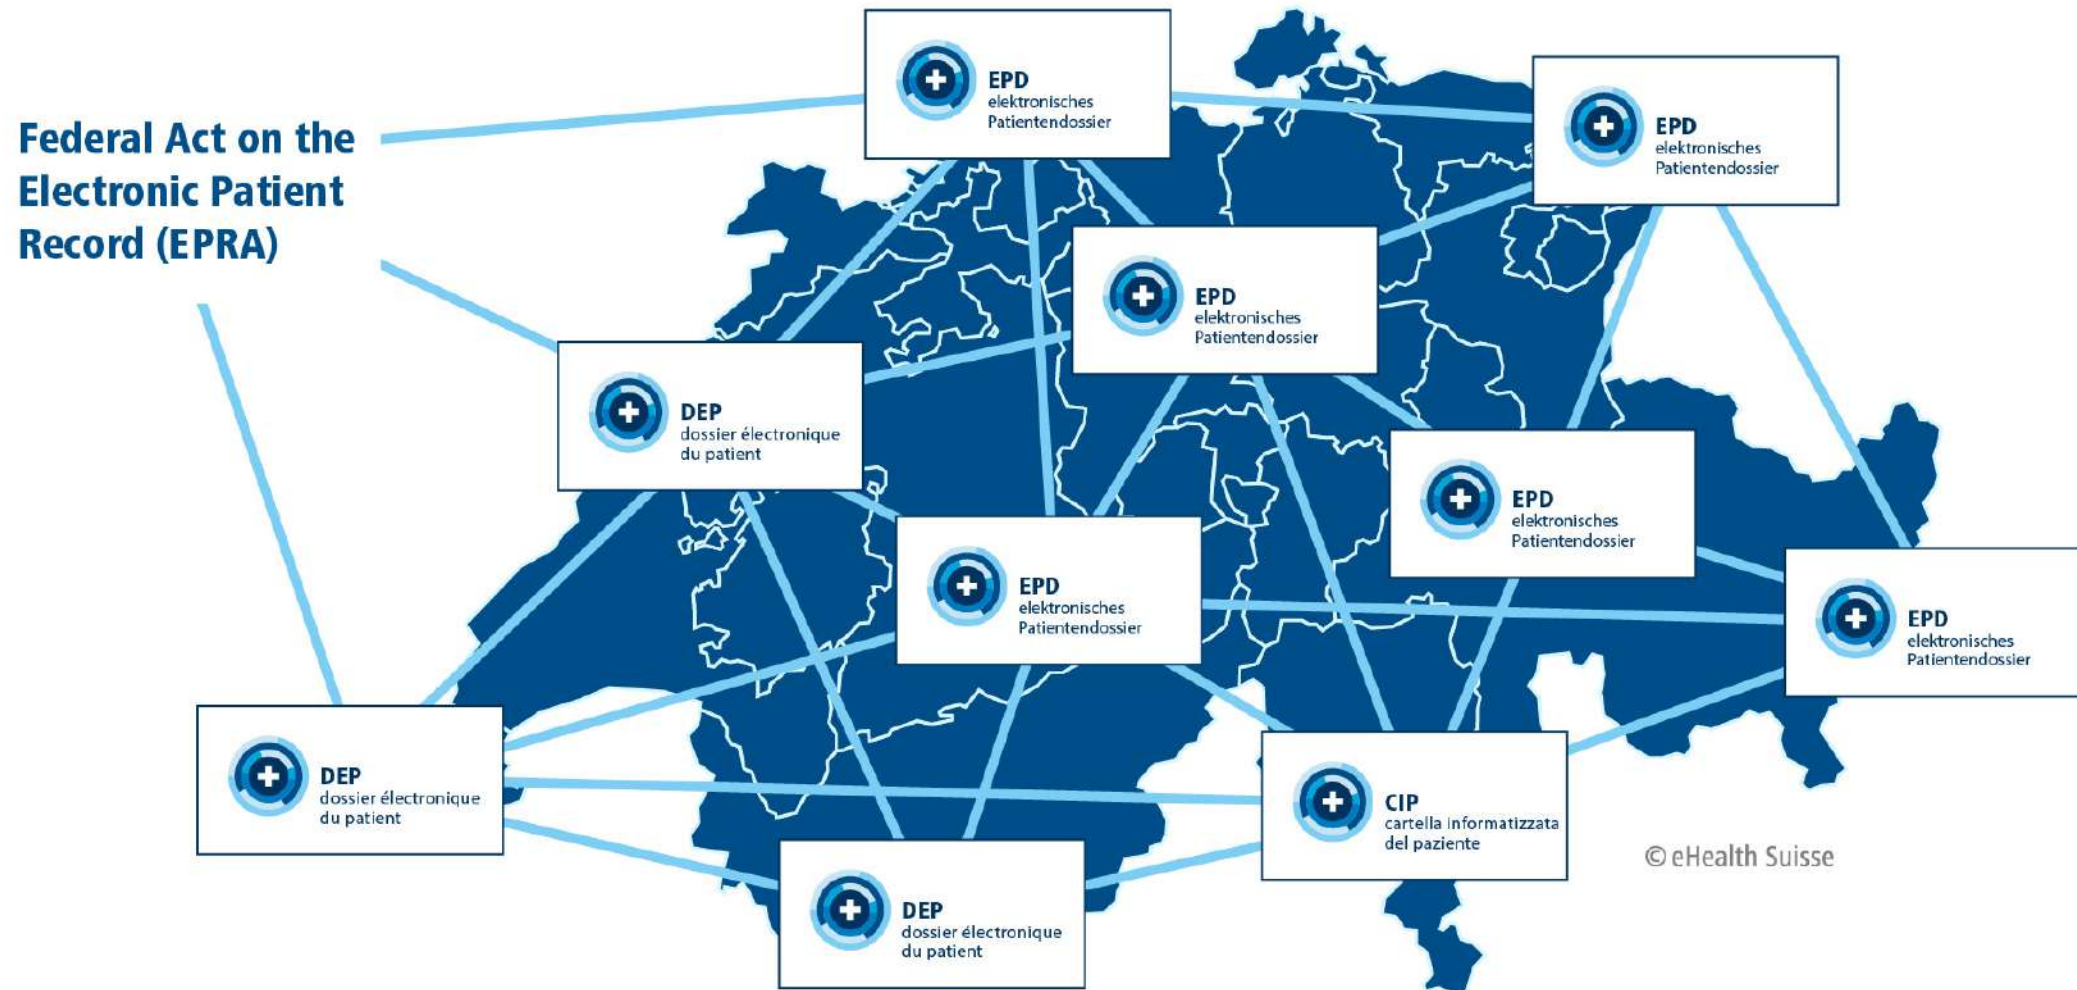 Federal Act on the
Electronic Patient
Record (EPRA)
EPD
elektronisches
Patientendossier
EPD
elektronisches
Patientendossier
EPD
elektronisches
Patientendossier
DEP
dossier électronique
du patient
EPD
elektronisches
Patientendossier
EPD
elektronisches
Patientendossier
EPD
elektronisches
Patientendossier
DEP
dossier électronique
du patient
CIP
cartella informatizzata
del paziente
© eHealth Suisse
DEP
dossier électronique
du patient